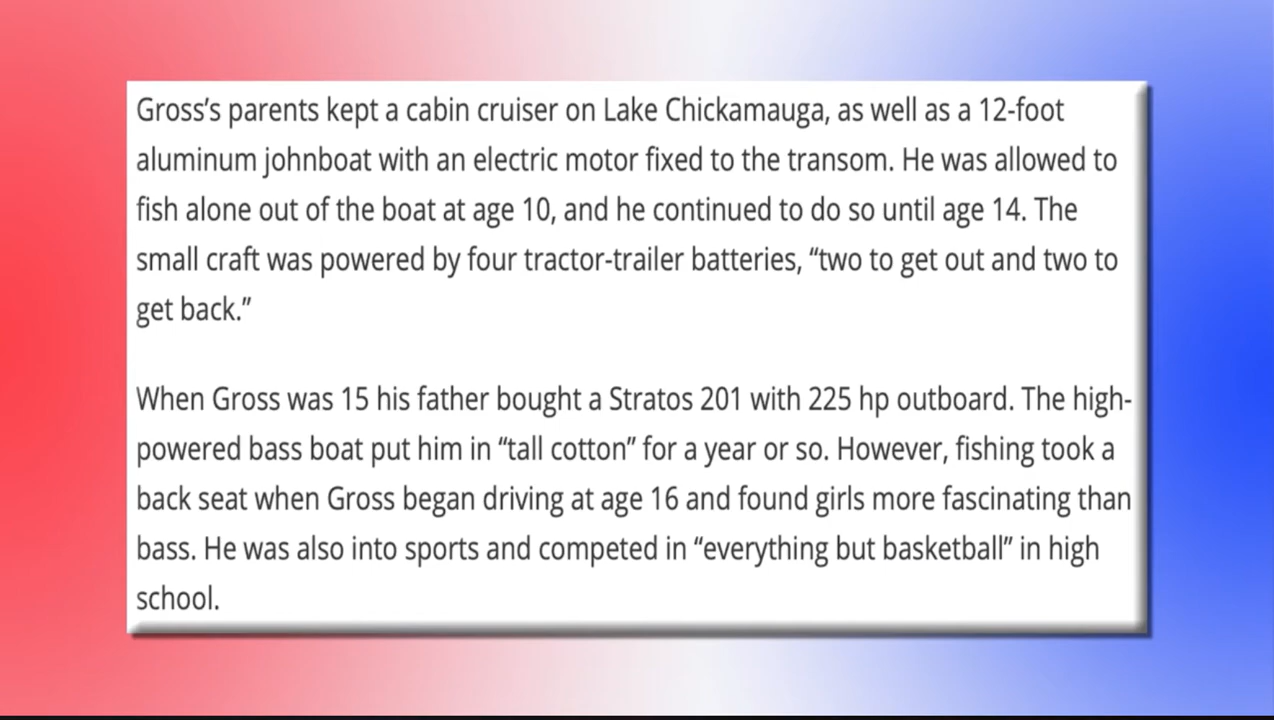 Gross’s parents kept a cabin cruiser on Lake Chickamauga, as well as a 12-foot
aluminum johnboat with an electric motor fixed to the transom. He was allowed to
fish alone out of the boat at age 10, and he continued to do so until age 14. The
small craft was powered by four tractor-trailer batteries, “two to get out and two to
get back.”
When Gross was 15 his father bought a Stratos 201 with 225 hp outboard. The high-
powered bass boat put him in “tall cotton” for a year or so. However, fishing took a
back seat when Gross began driving at age 16 and found girls more fascinating than
bass. He was also into sports and competed in “everything but basketball” in high
school.